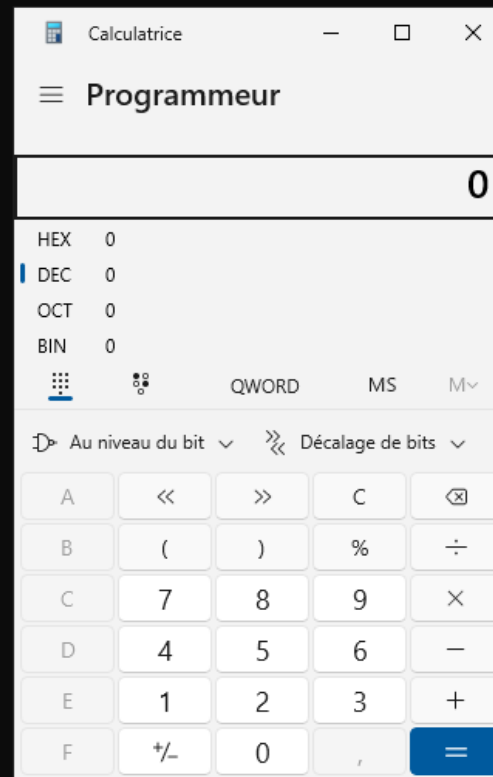 Calculatrice
Programmeur
0
HEX 0
DEC 0
OCT 0
BIN 0
QWORD MS M
Au niveau du bit Décalage de bits
A << >> C
B ( ) % ÷
C 7 8 9 ×
D 4 5 6 −
E 1 2 3 +
F +/− 0 , =